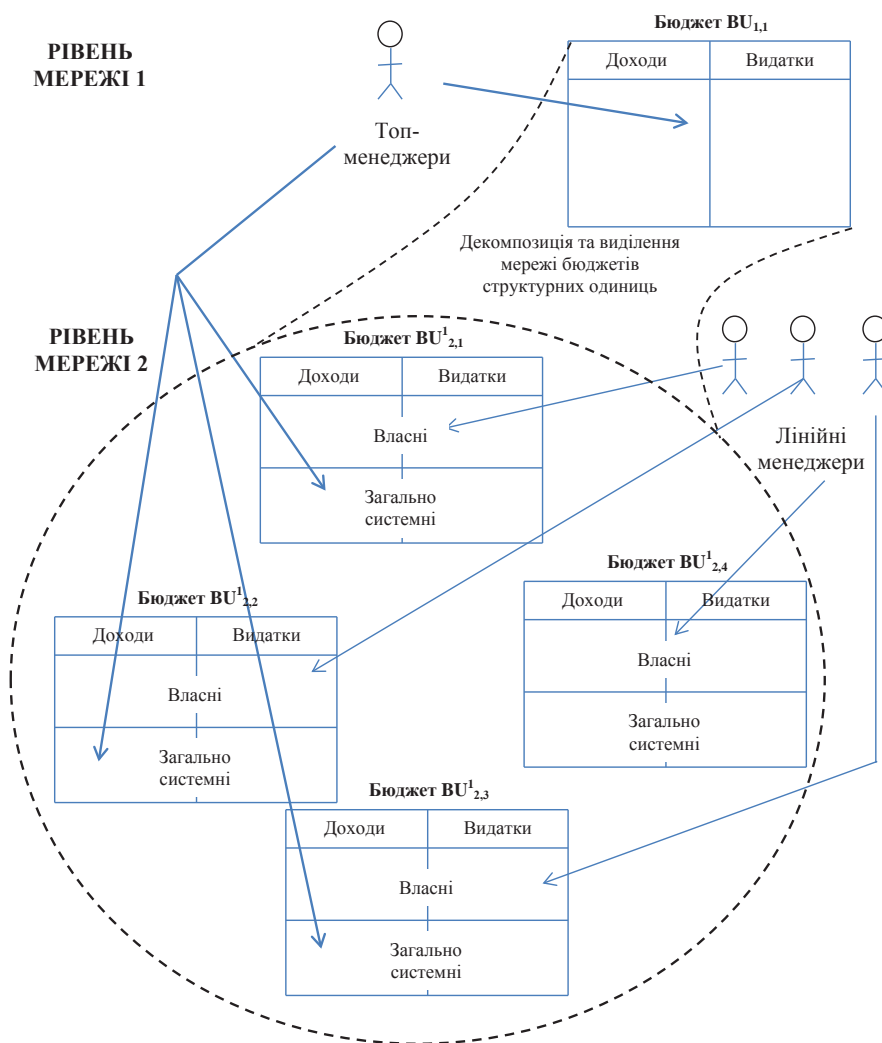 РІВЕНЬ
МЕРЕЖІ 1
Топ-
менеджери
Бюджет BU1,1
Доходи Видатки
Декомпозиція та виділення
мережі бюджетів
структурних одиниць
РІВЕНЬ
МЕРЕЖІ 2
Лінійні
менеджери
Бюджет BU¹2,1
Доходи Видатки
Власні
Загально
системні
Бюджет BU¹2,2
Доходи Видатки
Власні
Загально
системні
Бюджет BU¹2,4
Доходи Видатки
Власні
Загально
системні
Бюджет BU¹2,3
Доходи Видатки
Власні
Загально
системні